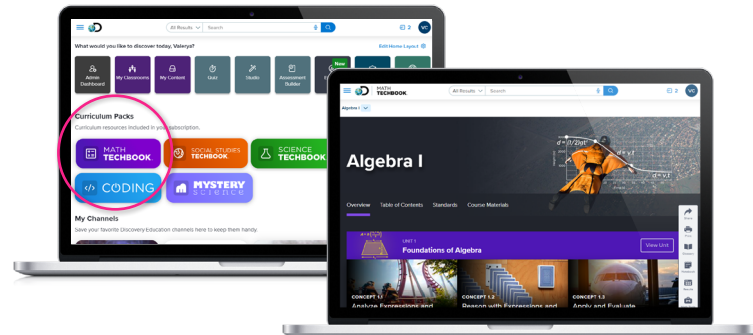 All Results Search 2 VC
What would you like to discover today, Valerya? Edit Home Layout
New
Admin Dashboard
My Classrooms
My Content
Quiz
Studio
Assessment Builder
Curriculum Packs
Curriculum resources included in your subscription.
MATH TECHBOOK
SOCIAL STUDIES TECHBOOK
SCIENCE TECHBOOK
CODING
MYSTERY science
My Channels
Save your favorite Discovery Education channels here to keep them handy.
MATH TECHBOOK All Results Search 2 VC
Algebra I
Algebra I
d = (1/2)gt²
d = v t
d = v t
Overview Table of Contents Standards Course Materials
UNIT 1
Foundations of Algebra
View Unit
CONCEPT 1.1
Analyze Expressions and
CONCEPT 1.2
Reason with Expressions and
CONCEPT 1.3
Apply and Evaluate